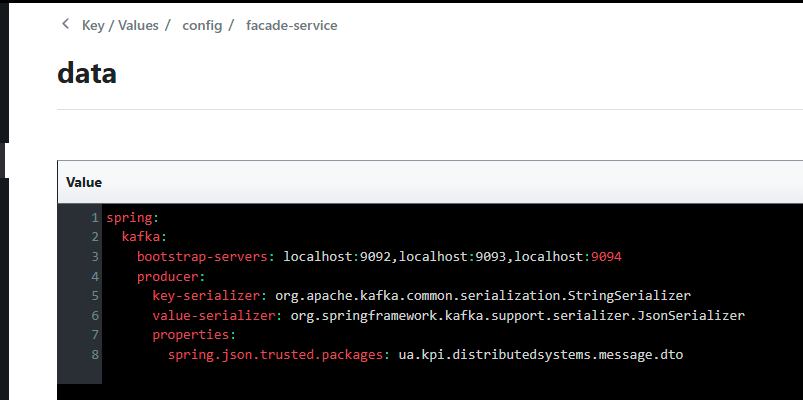 Key / Values / config / facade-service
data
Value
1 spring:
2 kafka:
3 bootstrap-servers: localhost:9092,localhost:9093,localhost:9094
4 producer:
5 key-serializer: org.apache.kafka.common.serialization.StringSerializer
6 value-serializer: org.springframework.kafka.support.serializer.JsonSerializer
7 properties:
8 spring.json.trusted.packages: ua.kpi.distributedsystems.message.dto